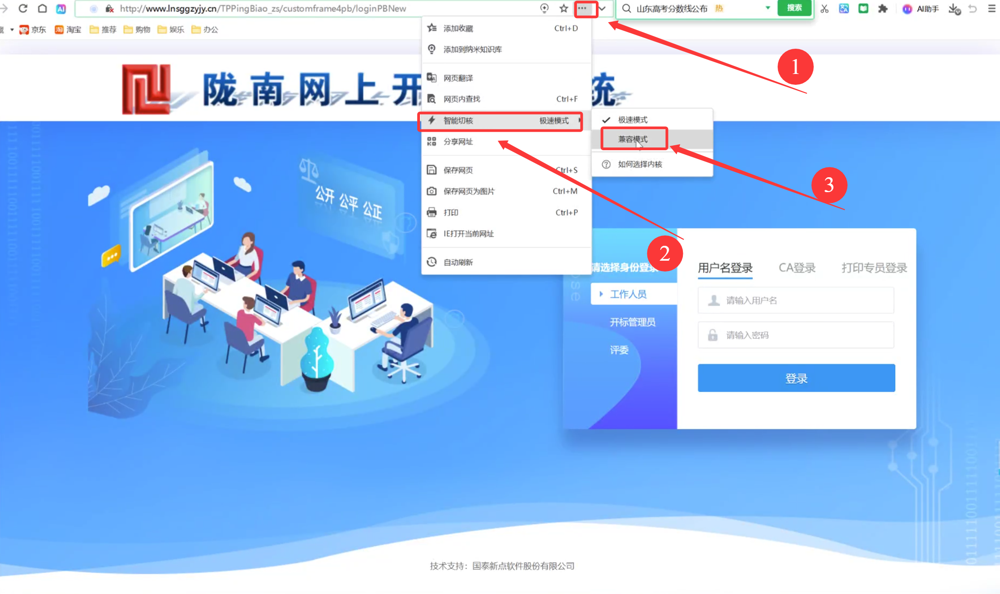 http://www.lnsggzyjy.cn/TPPingBiao_zs/customframe4pb/loginPBNew
山东高考分数线公布 热
搜索
AI助手
AI
京东 淘宝 推荐 购物 娱乐 办公
添加收藏 Ctrl+D
添加到纳米知识库
网页翻译
网页内查找 Ctrl+F
智能切核 极速模式
分享网址
保存网页 Ctrl+S
保存网页为图片 Ctrl+M
打印 Ctrl+P
IE打开当前网址
自动刷新
极速模式
兼容模式
如何选择内核
1
2
3
陇南网上开
统
公开 公平 公正
请选择身份登录
工作人员
开标管理员
评委
用户名登录 CA登录 打印专员登录
请输入用户名
请输入密码
登录
技术支持：国泰新点软件股份有限公司